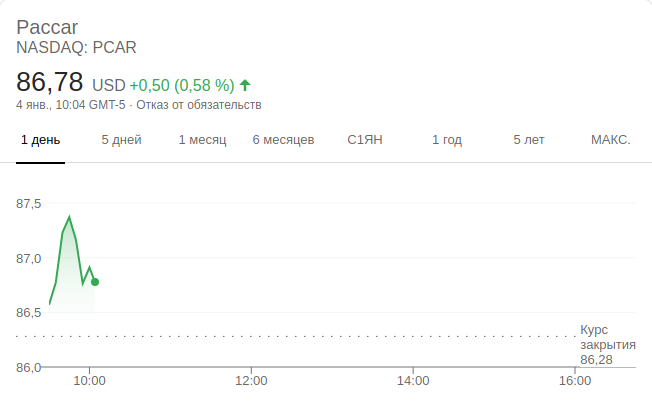 Paccar
NASDAQ: PCAR
86,78 USD +0,50 (0,58 %)
4 янв., 10:04 GMT-5 · Отказ от обязательств
1 день 5 дней 1 месяц 6 месяцев С1ЯН 1 год 5 лет МАКС.
87,5
87,0
86,5
Курс
закрытия
86,28
86,0
10:00 12:00 14:00 16:00